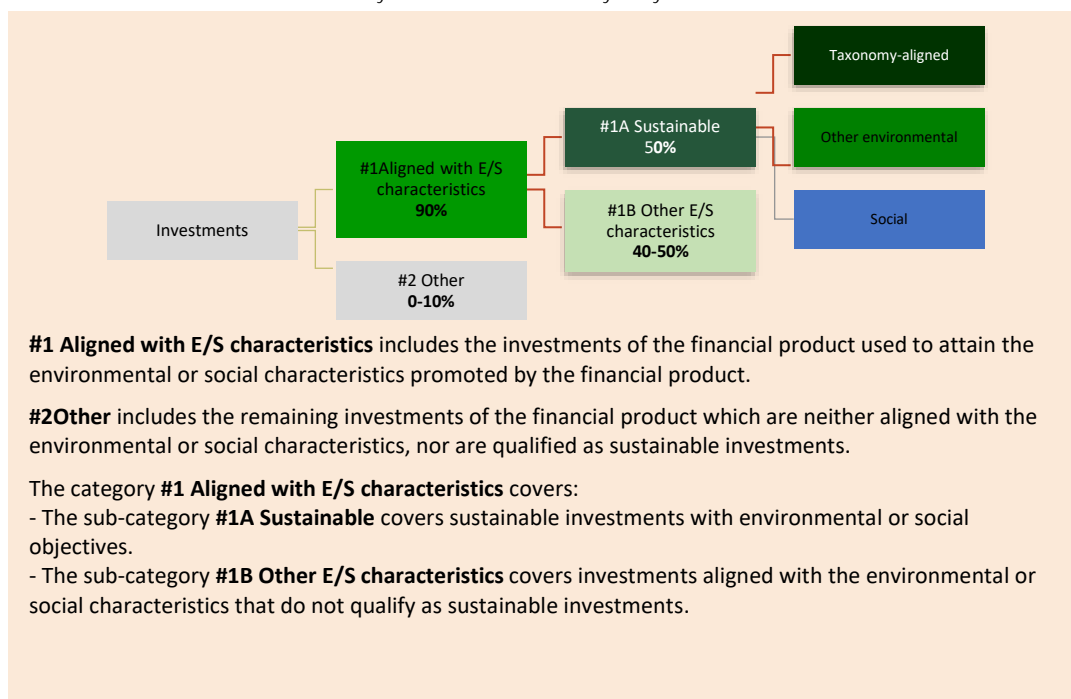 Taxonomy-aligned
#1A Sustainable
50%
Other environmental
#1Aligned with E/S
characteristics
90%
#1B Other E/S
characteristics
40-50%
Social
Investments
#2 Other
0-10%
#1 Aligned with E/S characteristics includes the investments of the financial product used to attain the
environmental or social characteristics promoted by the financial product.
#2Other includes the remaining investments of the financial product which are neither aligned with the
environmental or social characteristics, nor are qualified as sustainable investments.
The category #1 Aligned with E/S characteristics covers:
- The sub-category #1A Sustainable covers sustainable investments with environmental or social
objectives.
- The sub-category #1B Other E/S characteristics covers investments aligned with the environmental or
social characteristics that do not qualify as sustainable investments.